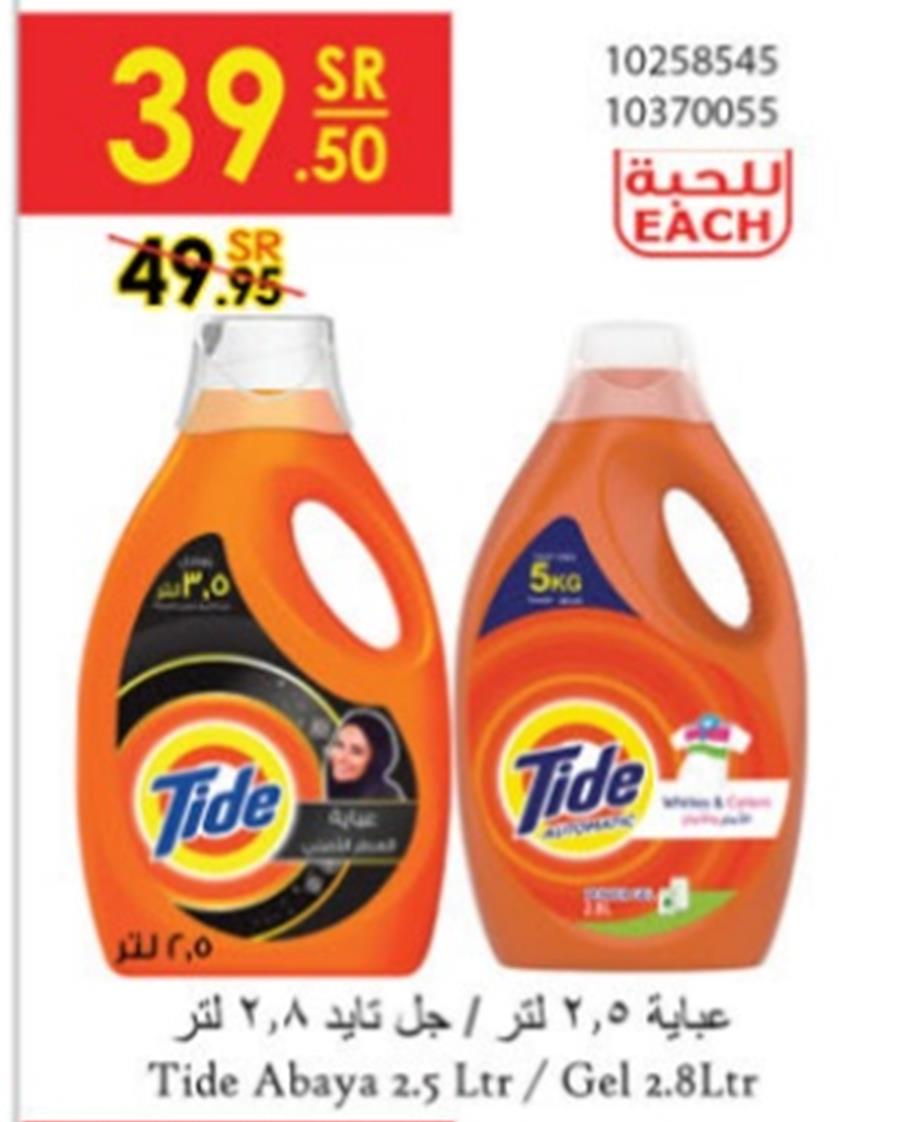 39.50 SR
10258545
10370055
للحبة
EACH
49.95 SR
٣,٥ لتر
5KG
Tide
عباية
Tide
AUTOMATIC
Whites & Colors
٢,٥ لتر
عباية ٢,٥ لتر / جل تايد ٢,٨ لتر
Tide Abaya 2.5 Ltr / Gel 2.8Ltr